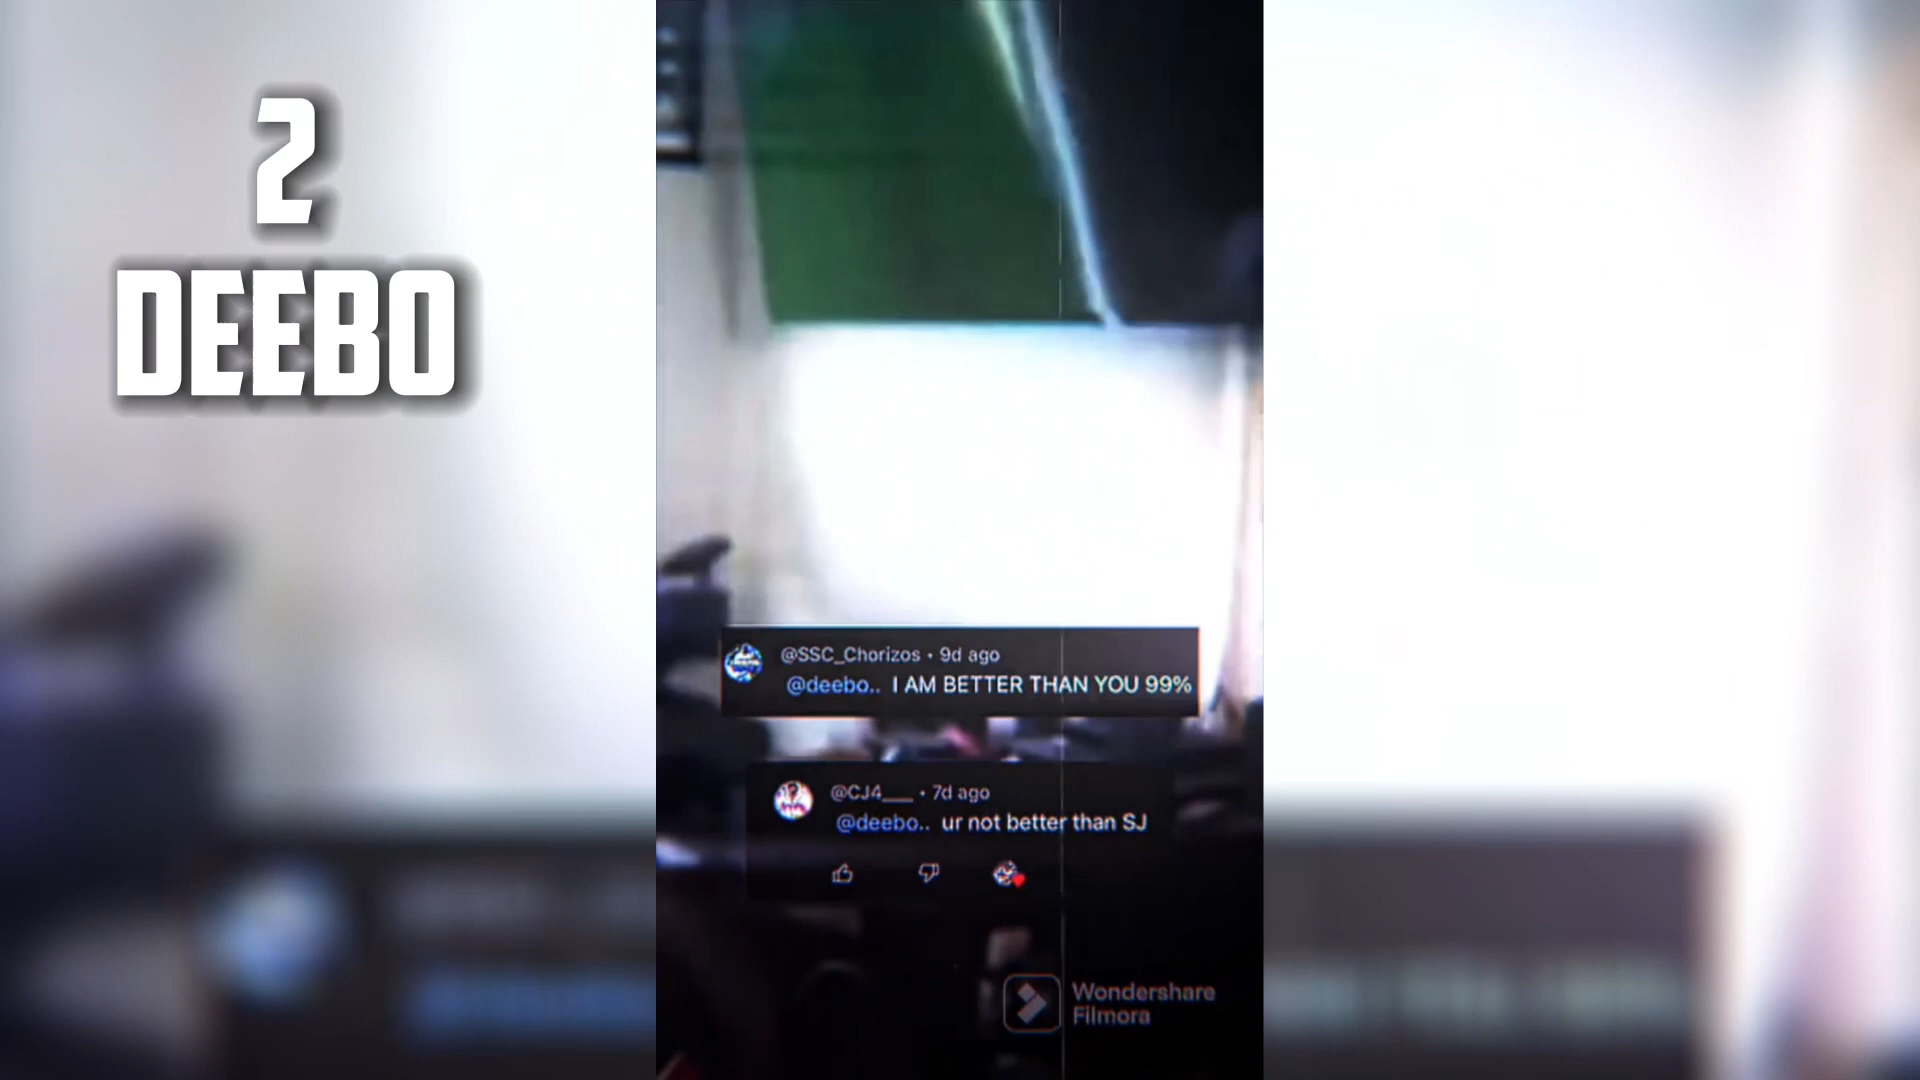 2
DEEBO
@SSC_Chorizos • 9d ago
@deebo.. I AM BETTER THAN YOU 99%
@CJ4___ • 7d ago
@deebo.. ur not better than SJ
Wondershare
Filmora